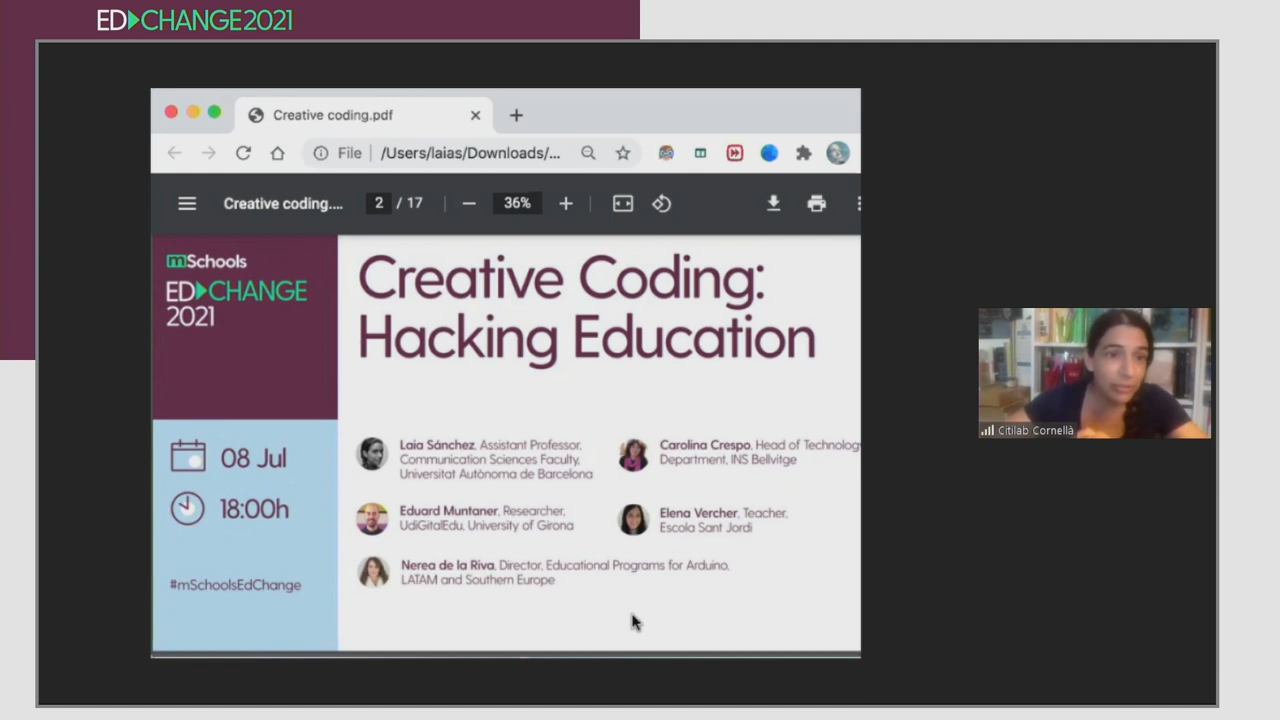 ED CHANGE2021
Creative coding.pdf
File
/Users/laias/Downloads/...
Creative coding....
2 / 17
36%
mSchools
ED CHANGE
2021
Creative Coding:
Hacking Education
08 Jul
18:00h
#mSchoolsEdChange
Laia Sánchez, Assistant Professor,
Communication Sciences Faculty,
Universitat Autònoma de Barcelona
Carolina Crespo, Head of Technology
Department, INS Bellvitge
Eduard Muntaner, Researcher,
UdiGitalEdu, University of Girona
Elena Vercher, Teacher,
Escola Sant Jordi
Nerea de la Riva, Director, Educational Programs for Arduino,
LATAM and Southern Europe
Citilab Cornellà